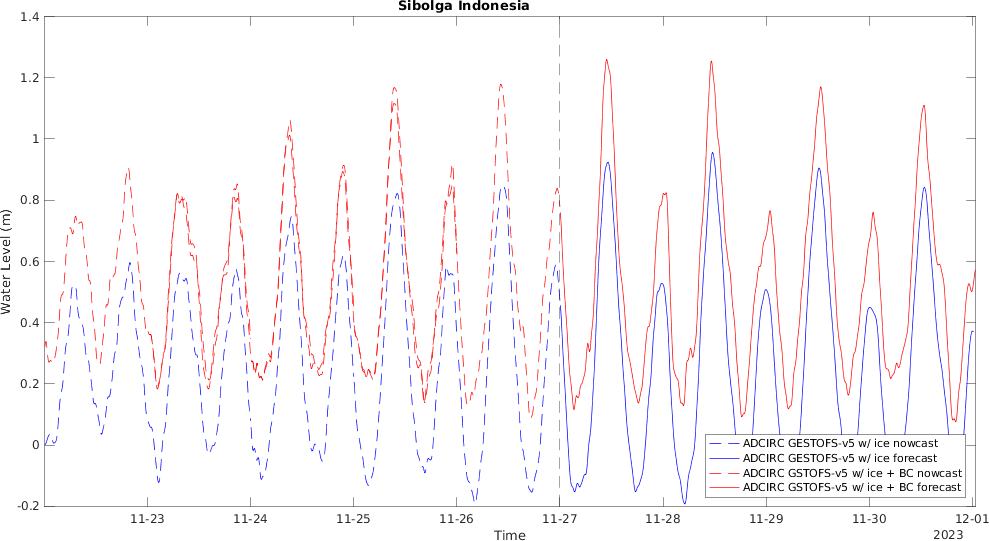 Sibolga Indonesia
1.4
1.2
1
0.8
0.6
0.4
0.2
0
-0.2
Water Level (m)
11-23
11-24
11-25
11-26
11-27
11-28
11-29
11-30
12-01
Time
2023
ADCIRC GESTOFS-v5 w/ ice nowcast
ADCIRC GESTOFS-v5 w/ ice forecast
ADCIRC GSTOFS-v5 w/ ice + BC nowcast
ADCIRC GSTOFS-v5 w/ ice + BC forecast